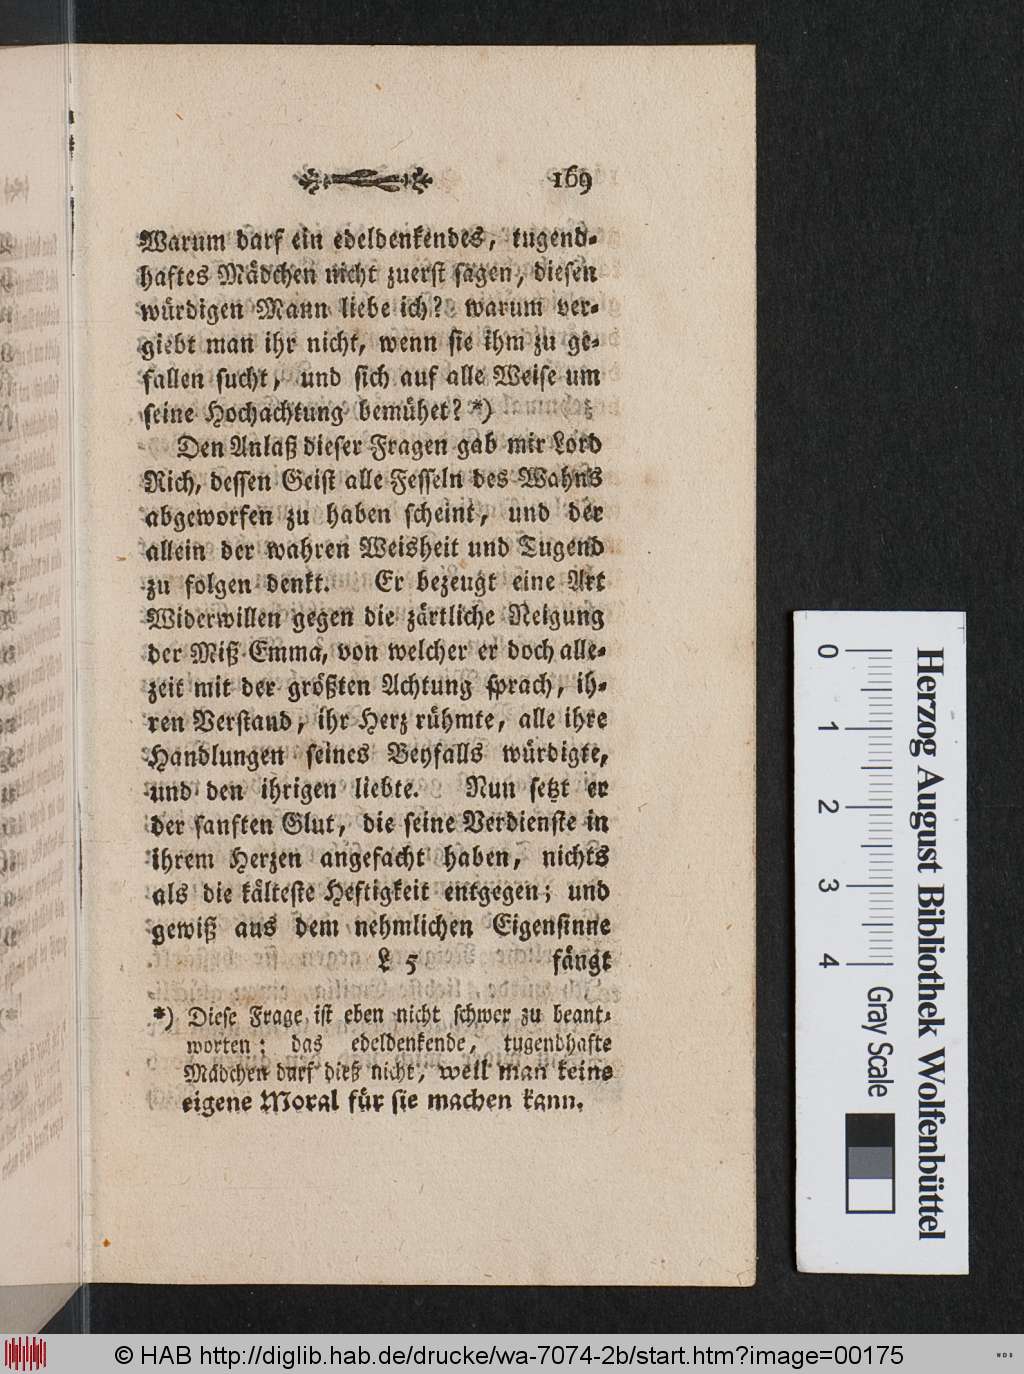 169
Warum darf ein edeldenkendes, tugend-
haftes Mädchen nicht zuerst sagen, diesen
würdigen Mann liebe ich? warum ver-
giebt man ihr nicht, wenn sie ihm zu ge-
fallen sucht, und sich auf alle Weise um
seine Hochachtung bemühet? *)
Den Anlaß dieser Fragen gab mir Lord
Rich, dessen Geist alle Fesseln des Wahns
abgeworfen zu haben scheint, und der
allein der wahren Weisheit und Tugend
zu folgen denkt. Er bezeugt eine Art
Widerwillen gegen die zärtliche Neigung
der Miß Emma, von welcher er doch alle-
zeit mit der größten Achtung sprach, ih-
ren Verstand, ihr Herz rühmte, alle ihre
Handlungen seines Beyfalls würdigte,
und den ihrigen liebte. Nun setzt er
der sanften Glut, die seine Verdienste in
ihrem Herzen angefacht haben, nichts
als die kälteste Heftigkeit entgegen; und
gewiß aus dem nehmlichen Eigensinne
L 5 fängt
*) Diese Frage ist eben nicht schwer zu beant-
worten: das edeldenkende, tugendhafte
Mädchen darf dieß nicht, weil man keine
eigene Moral für sie machen kann.
Herzog August Bibliothek Wolfenbüttel
0 1 2 3 4 Gray Scale
© HAB http://diglib.hab.de/drucke/wa-7074-2b/start.htm?image=00175